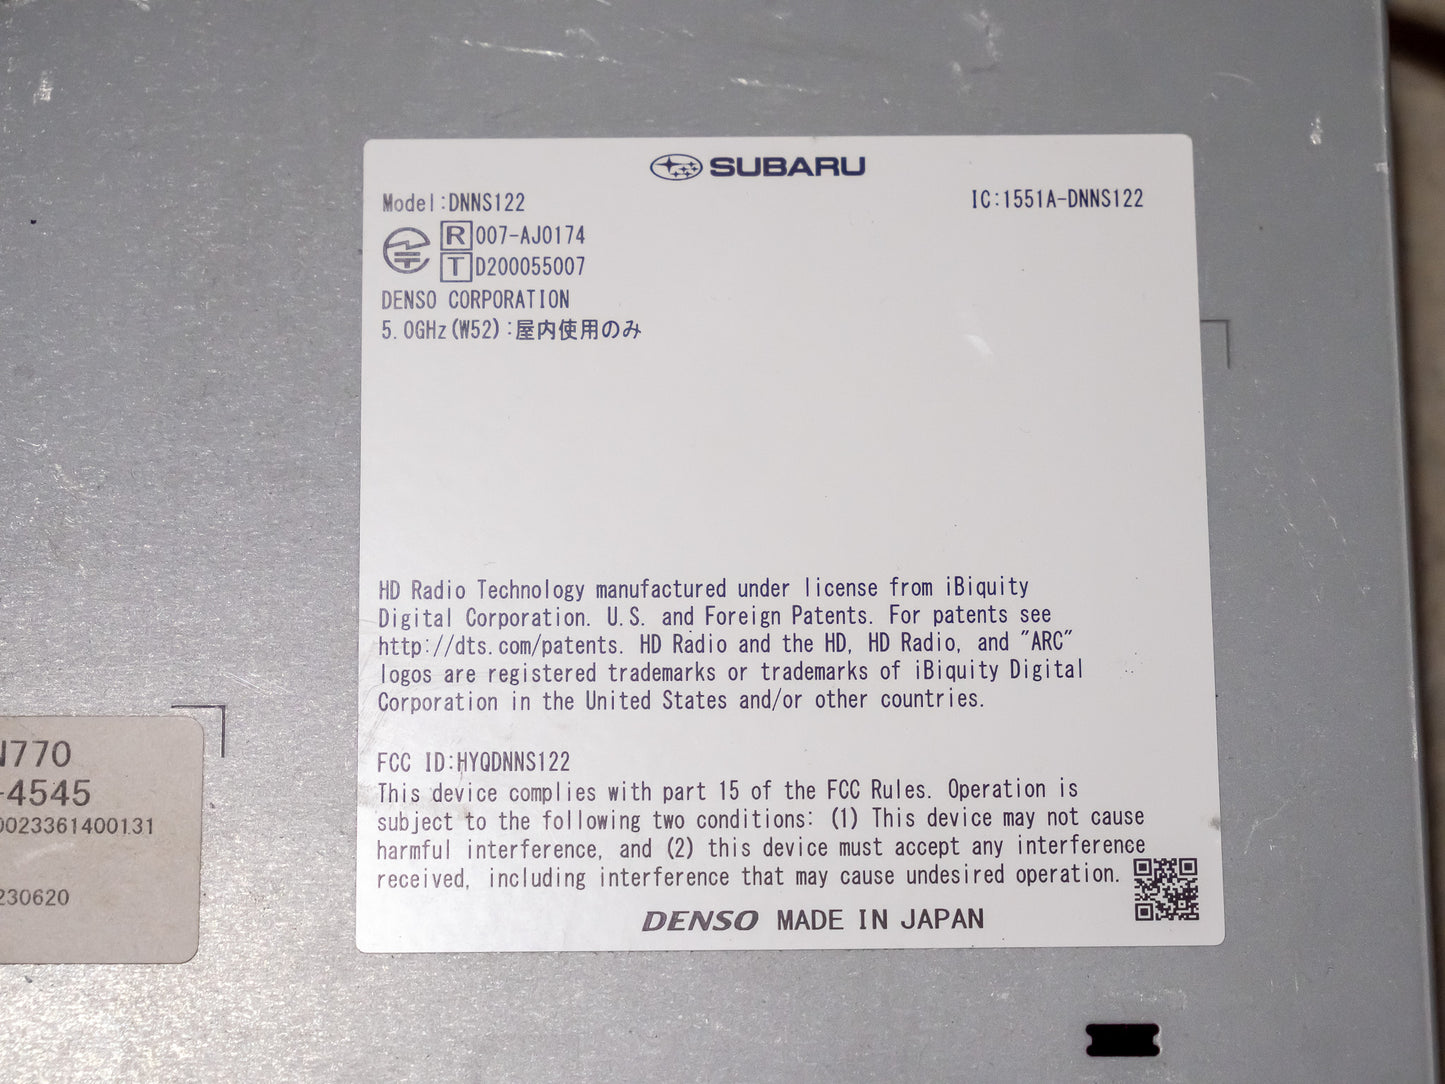 SUBARU
Model:DNNS122
IC:1551A-DNNS122
R 007-AJ0174
T D200055007
DENSO CORPORATION
5.0GHz(W52):屋内使用のみ
HD Radio Technology manufactured under license from iBiquity
Digital Corporation. U.S. and Foreign Patents. For patents see
http://dts.com/patents. HD Radio and the HD, HD Radio, and "ARC"
logos are registered trademarks or trademarks of iBiquity Digital
Corporation in the United States and/or other countries.
FCC ID:HYQDNNS122
This device complies with part 15 of the FCC Rules. Operation is
subject to the following two conditions: (1) This device may not cause
harmful interference, and (2) this device must accept any interference
received, including interference that may cause undesired operation.
DENSO MADE IN JAPAN
N770
-4545
0023361400131
230620